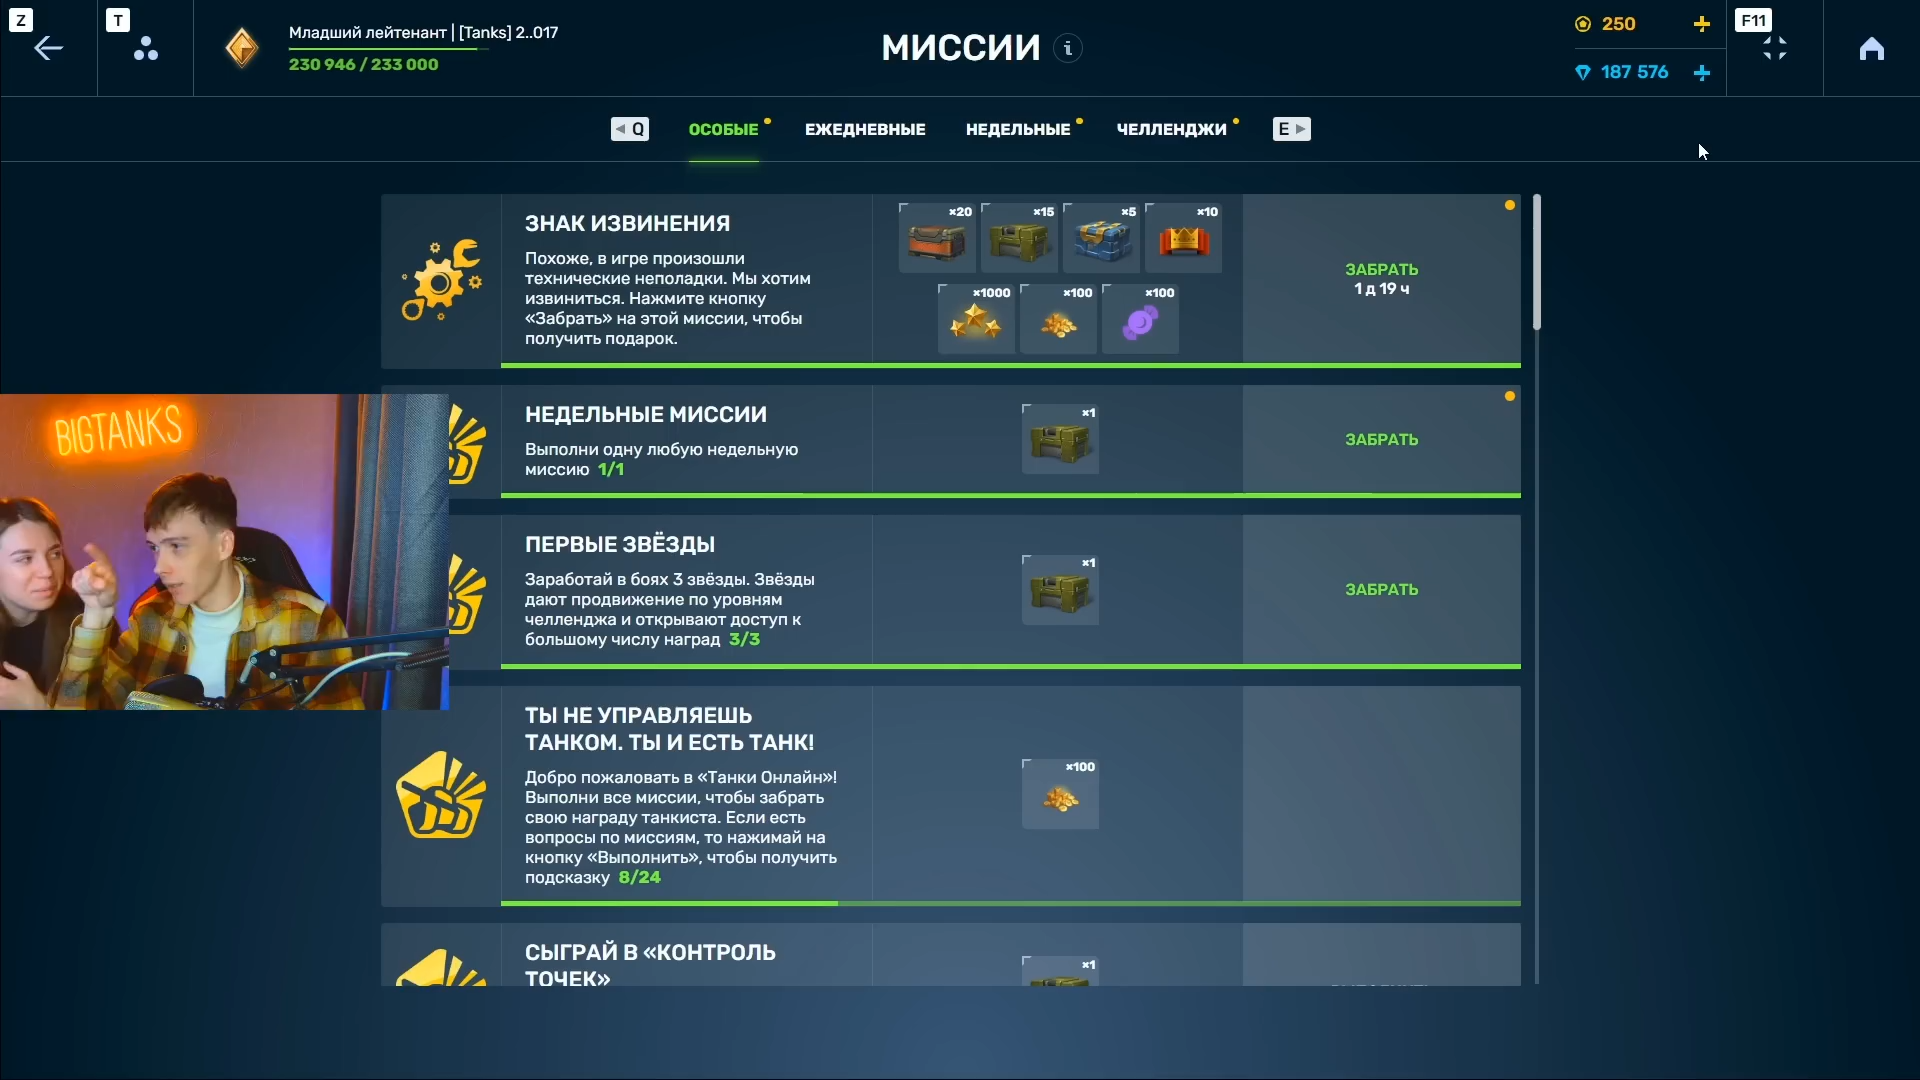 Z
T
Младший лейтенант | [Tanks] 2..017
230 946 / 233 000
МИССИИ
250
187 576
F11
Q
ОСОБЫЕ
ЕЖЕДНЕВНЫЕ
НЕДЕЛЬНЫЕ
ЧЕЛЛЕНДЖИ
E
ЗНАК ИЗВИНЕНИЯ
Похоже, в игре произошли
технические неполадки. Мы хотим
извиниться. Нажмите кнопку
«Забрать» на этой миссии, чтобы
получить подарок.
×20
×15
×5
×10
×1000
×100
×100
ЗАБРАТЬ
1 д 19 ч
НЕДЕЛЬНЫЕ МИССИИ
Выполни одну любую недельную
миссию 1/1
×1
ЗАБРАТЬ
BIGTANKS
ПЕРВЫЕ ЗВЁЗДЫ
Заработай в боях 3 звёзды. Звёзды
дают продвижение по уровням
челленджа и открывают доступ к
большому числу наград 3/3
×1
ЗАБРАТЬ
ТЫ НЕ УПРАВЛЯЕШЬ
ТАНКОМ. ТЫ И ЕСТЬ ТАНК!
Добро пожаловать в «Танки Онлайн»!
Выполни все миссии, чтобы забрать
свою награду танкиста. Если есть
вопросы по миссиям, то нажимай на
кнопку «Выполнить», чтобы получить
подсказку 8/24
×100
СЫГРАЙ В «КОНТРОЛЬ
ТОЧЕК»
×1